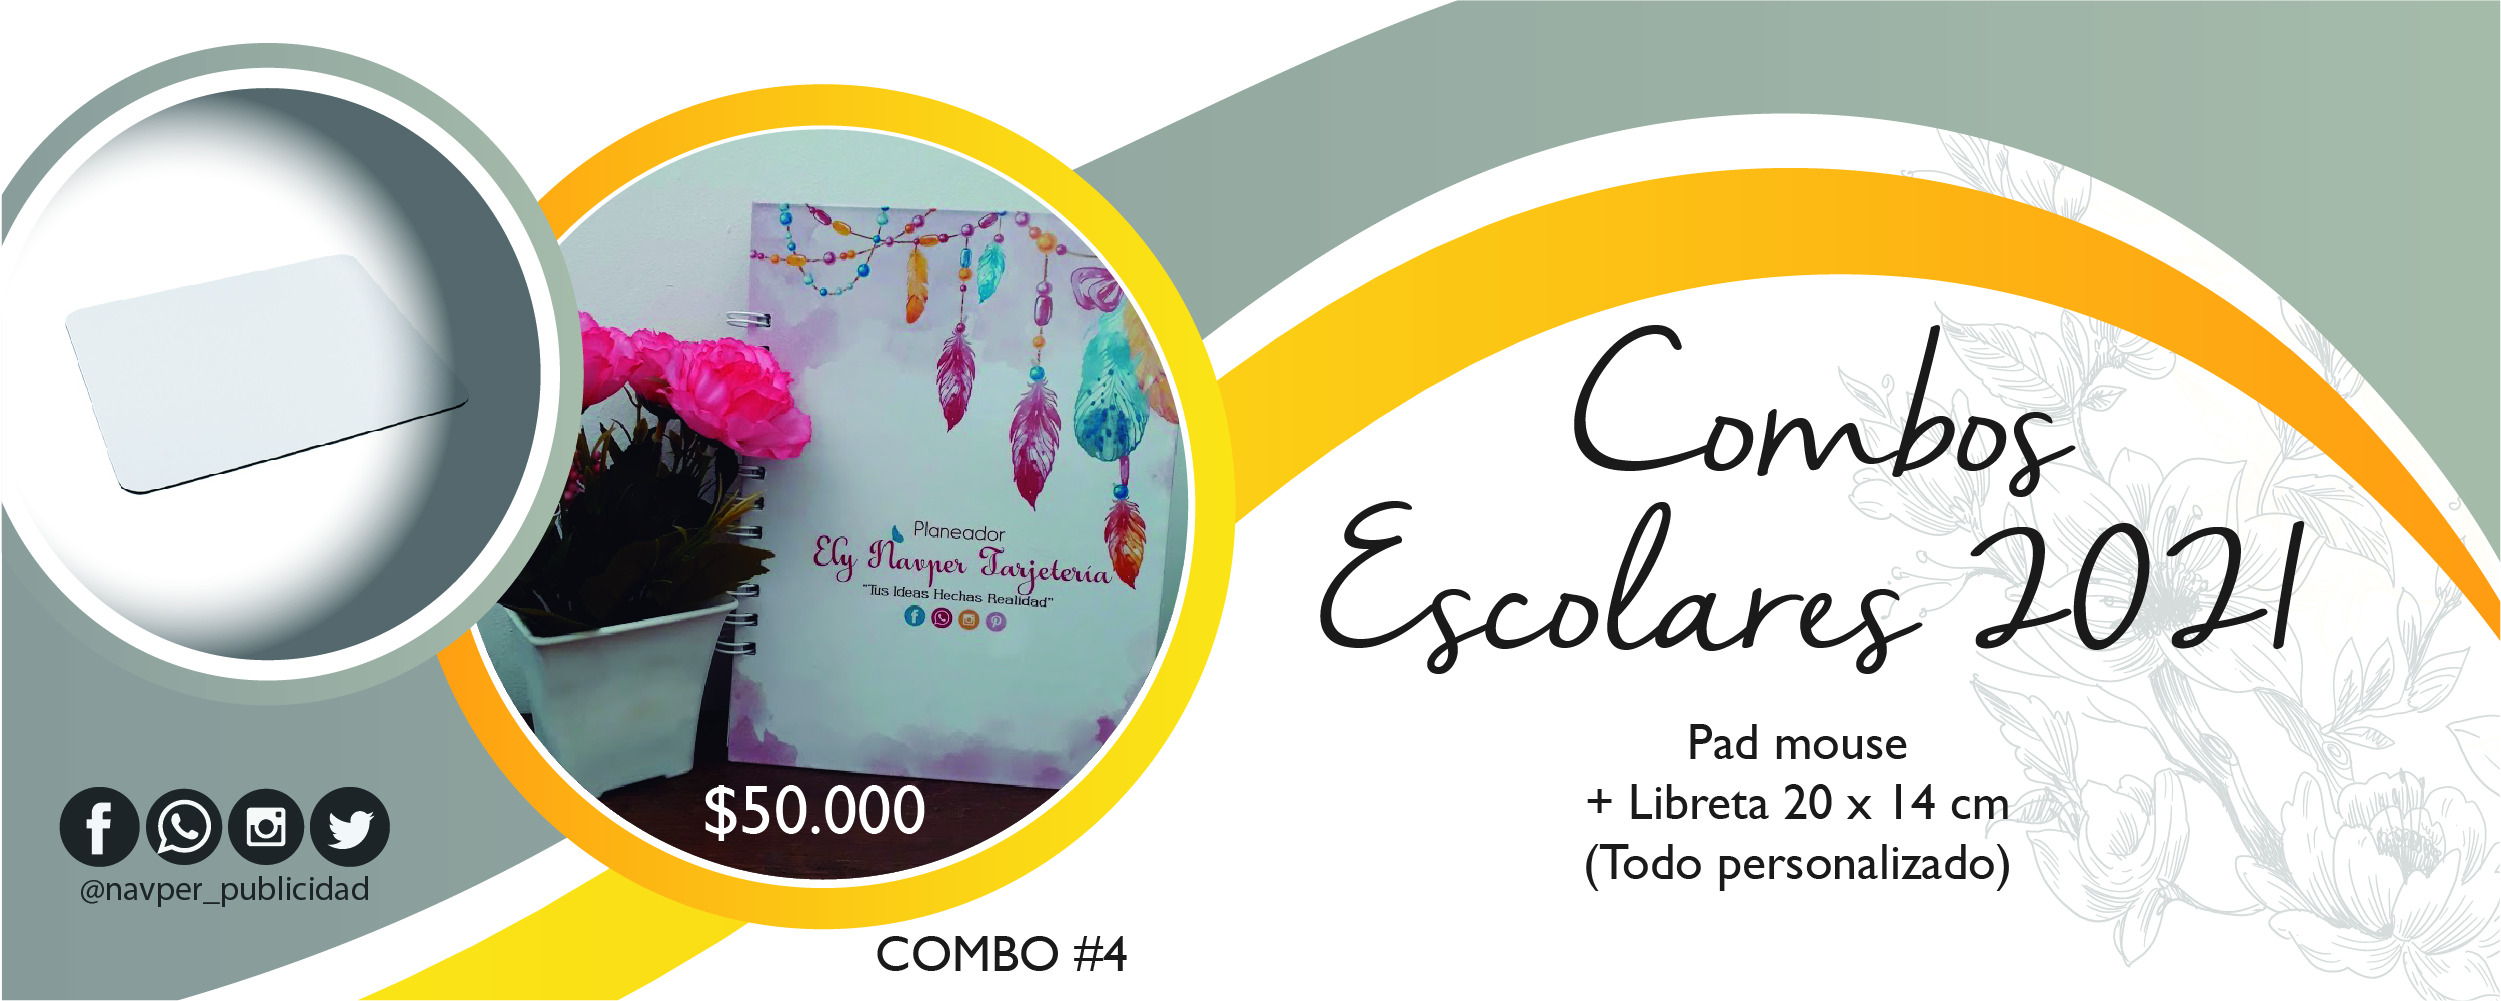 Combos
Escolares 2021
Pad mouse
+ Libreta 20 x 14 cm
(Todo personalizado)
Planeador
Ely Navper Tarjetería
"Tus Ideas Hechas Realidad"
$50.000
COMBO #4
@navper_publicidad